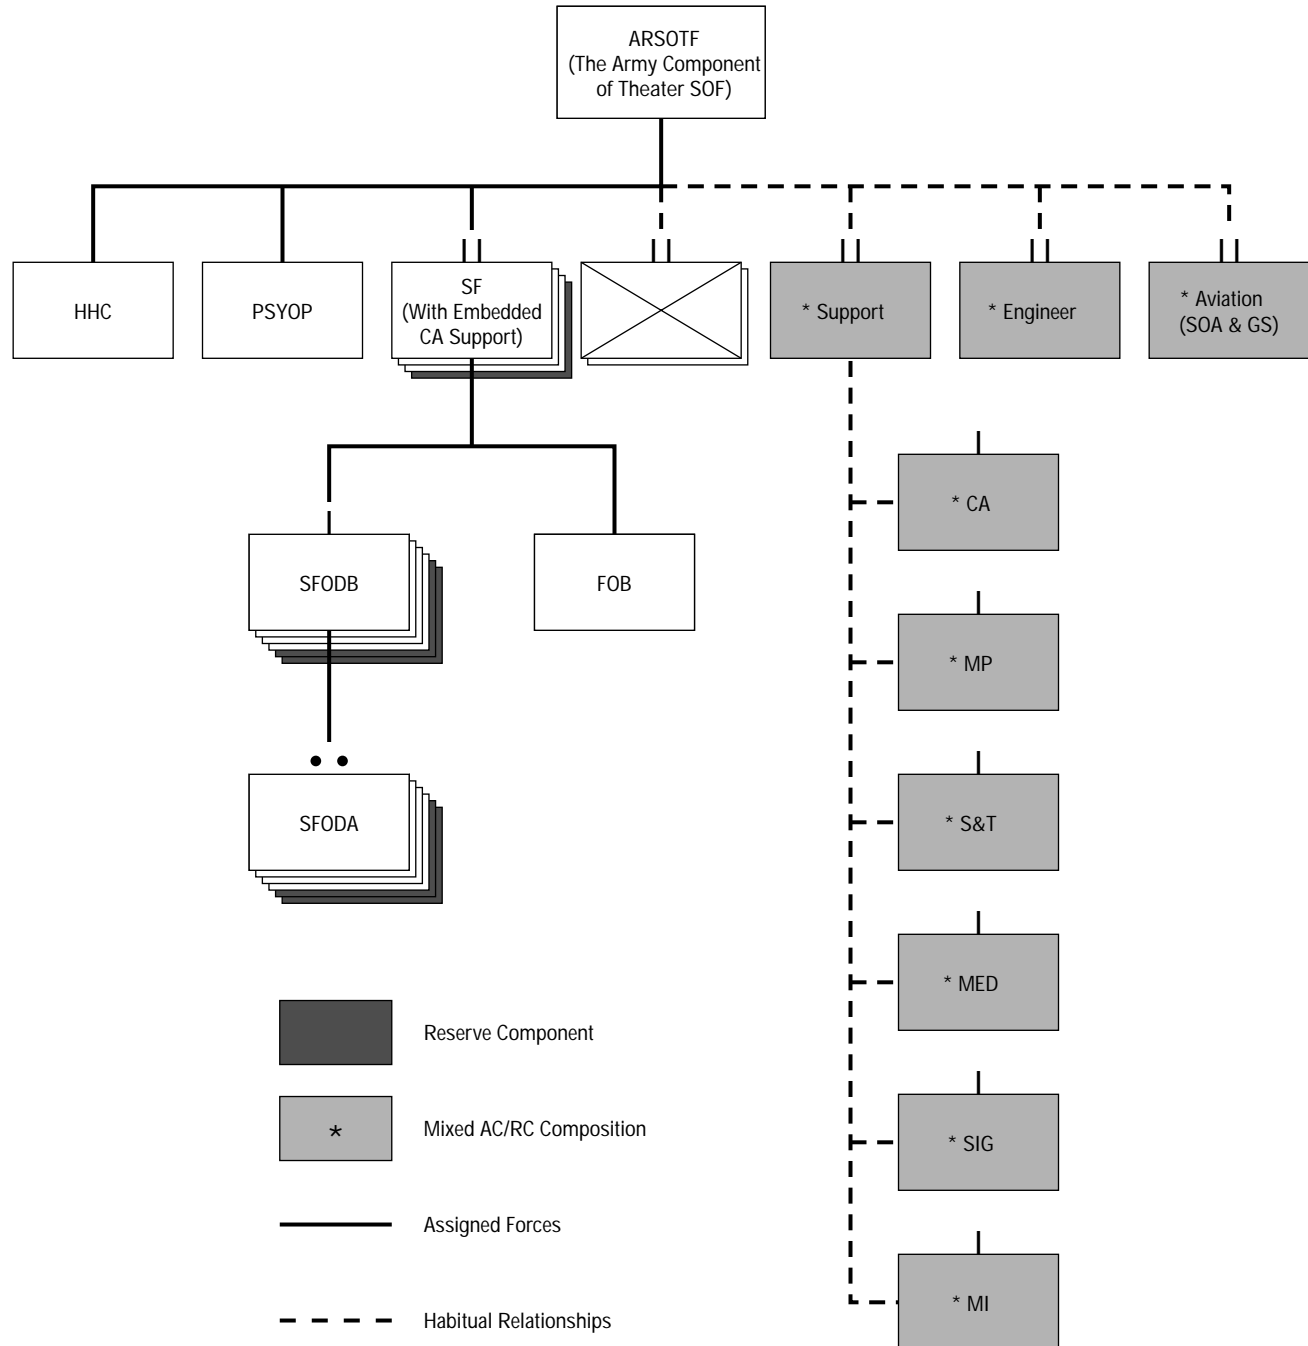 ARSOTF
(The Army Component
of Theater SOF)
HHC
PSYOP
SF
(With Embedded
CA Support)
* Support
* Engineer
* Aviation
(SOA & GS)
* CA
SFODB
FOB
* MP
* S&T
SFODA
* MED
Reserve Component
* Mixed AC/RC Composition
* SIG
Assigned Forces
* MI
Habitual Relationships